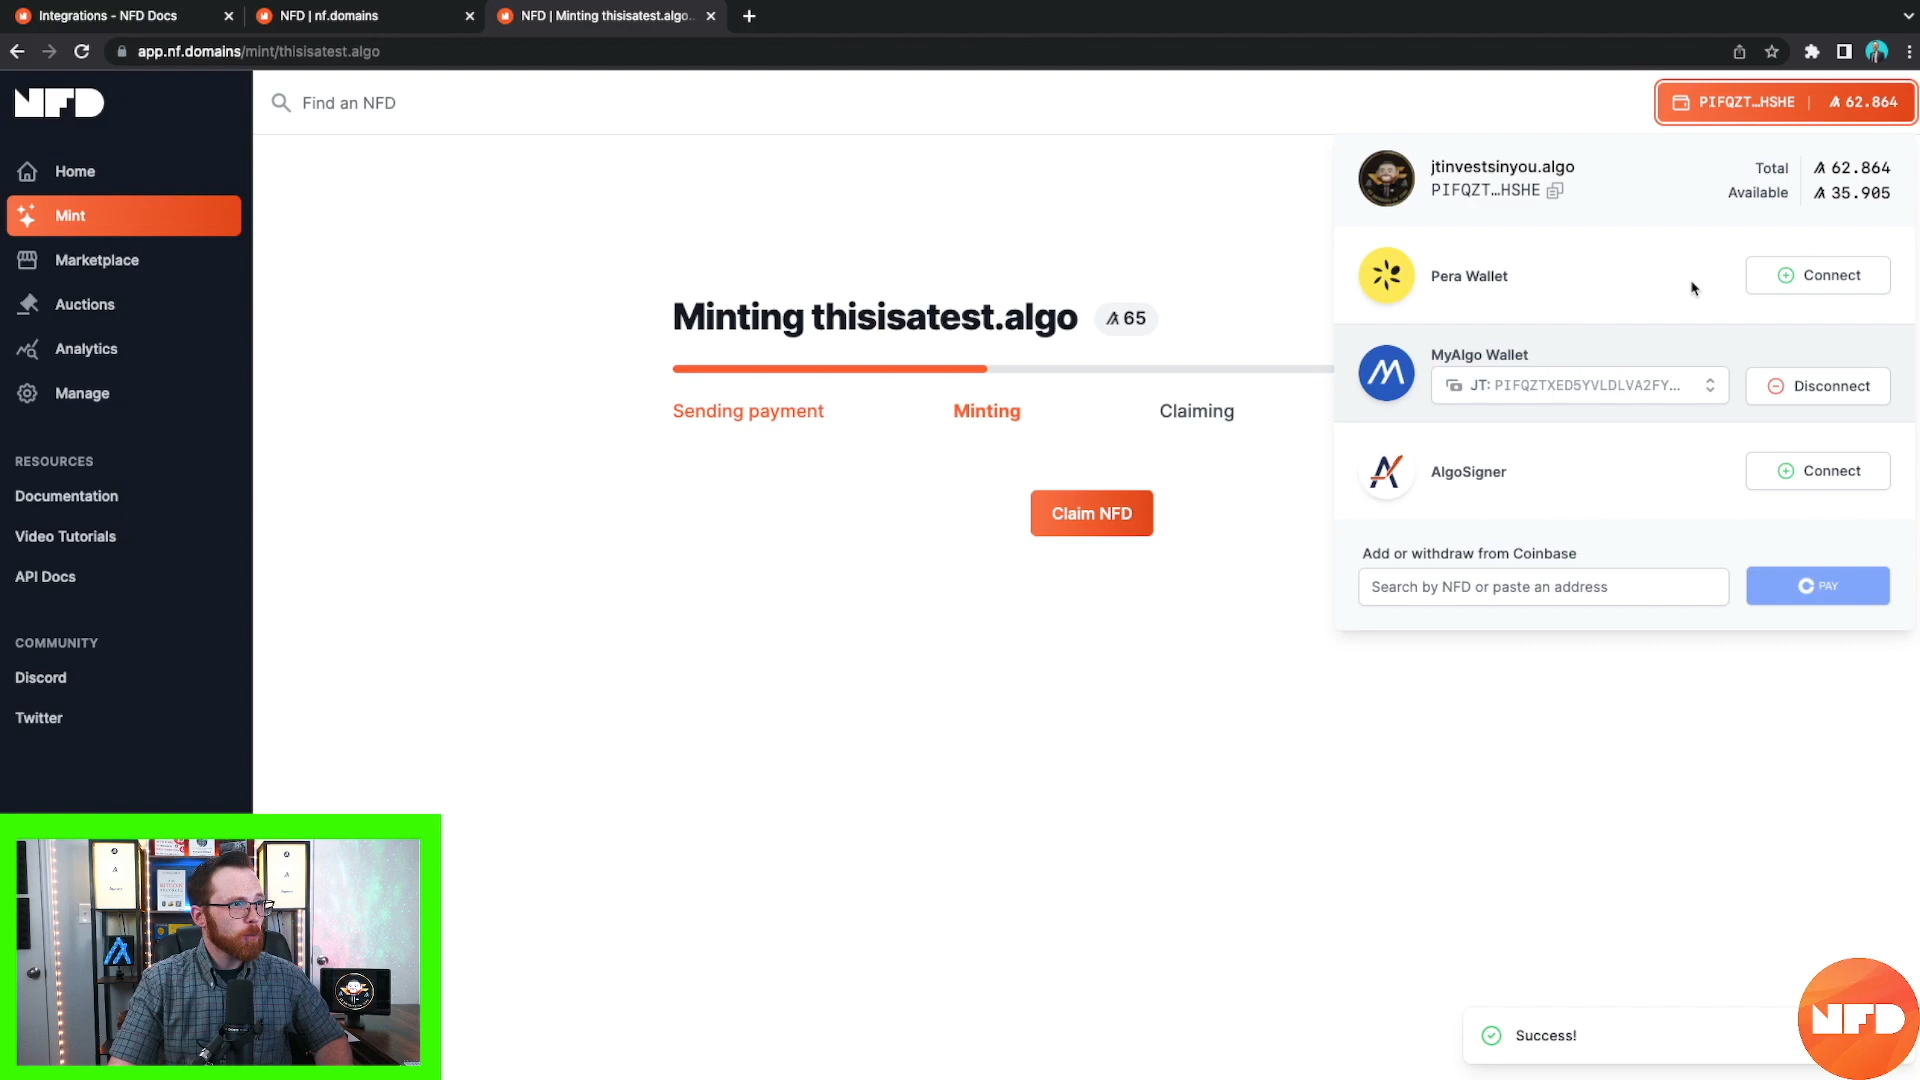 Integrations - NFD Docs
NFD | nf.domains
NFD | Minting thisisatest.algo...
app.nf.domains/mint/thisisatest.algo
NFD
Find an NFD
PIFQZT...HSHE | 62.864
Home
Mint
Marketplace
Auctions
Analytics
Manage
RESOURCES
Documentation
Video Tutorials
API Docs
COMMUNITY
Discord
Twitter
Minting thisisatest.algo 65
Sending payment
Minting
Claiming
Claim NFD
jtinvestsinyou.algo
PIFQZT...HSHE
Total 62.864
Available 35.905
Pera Wallet
Connect
MyAlgo Wallet
JT: PIFQZTXED5YVLDLVA2FY...
Disconnect
AlgoSigner
Connect
Add or withdraw from Coinbase
Search by NFD or paste an address
PAY
Success!
NFD